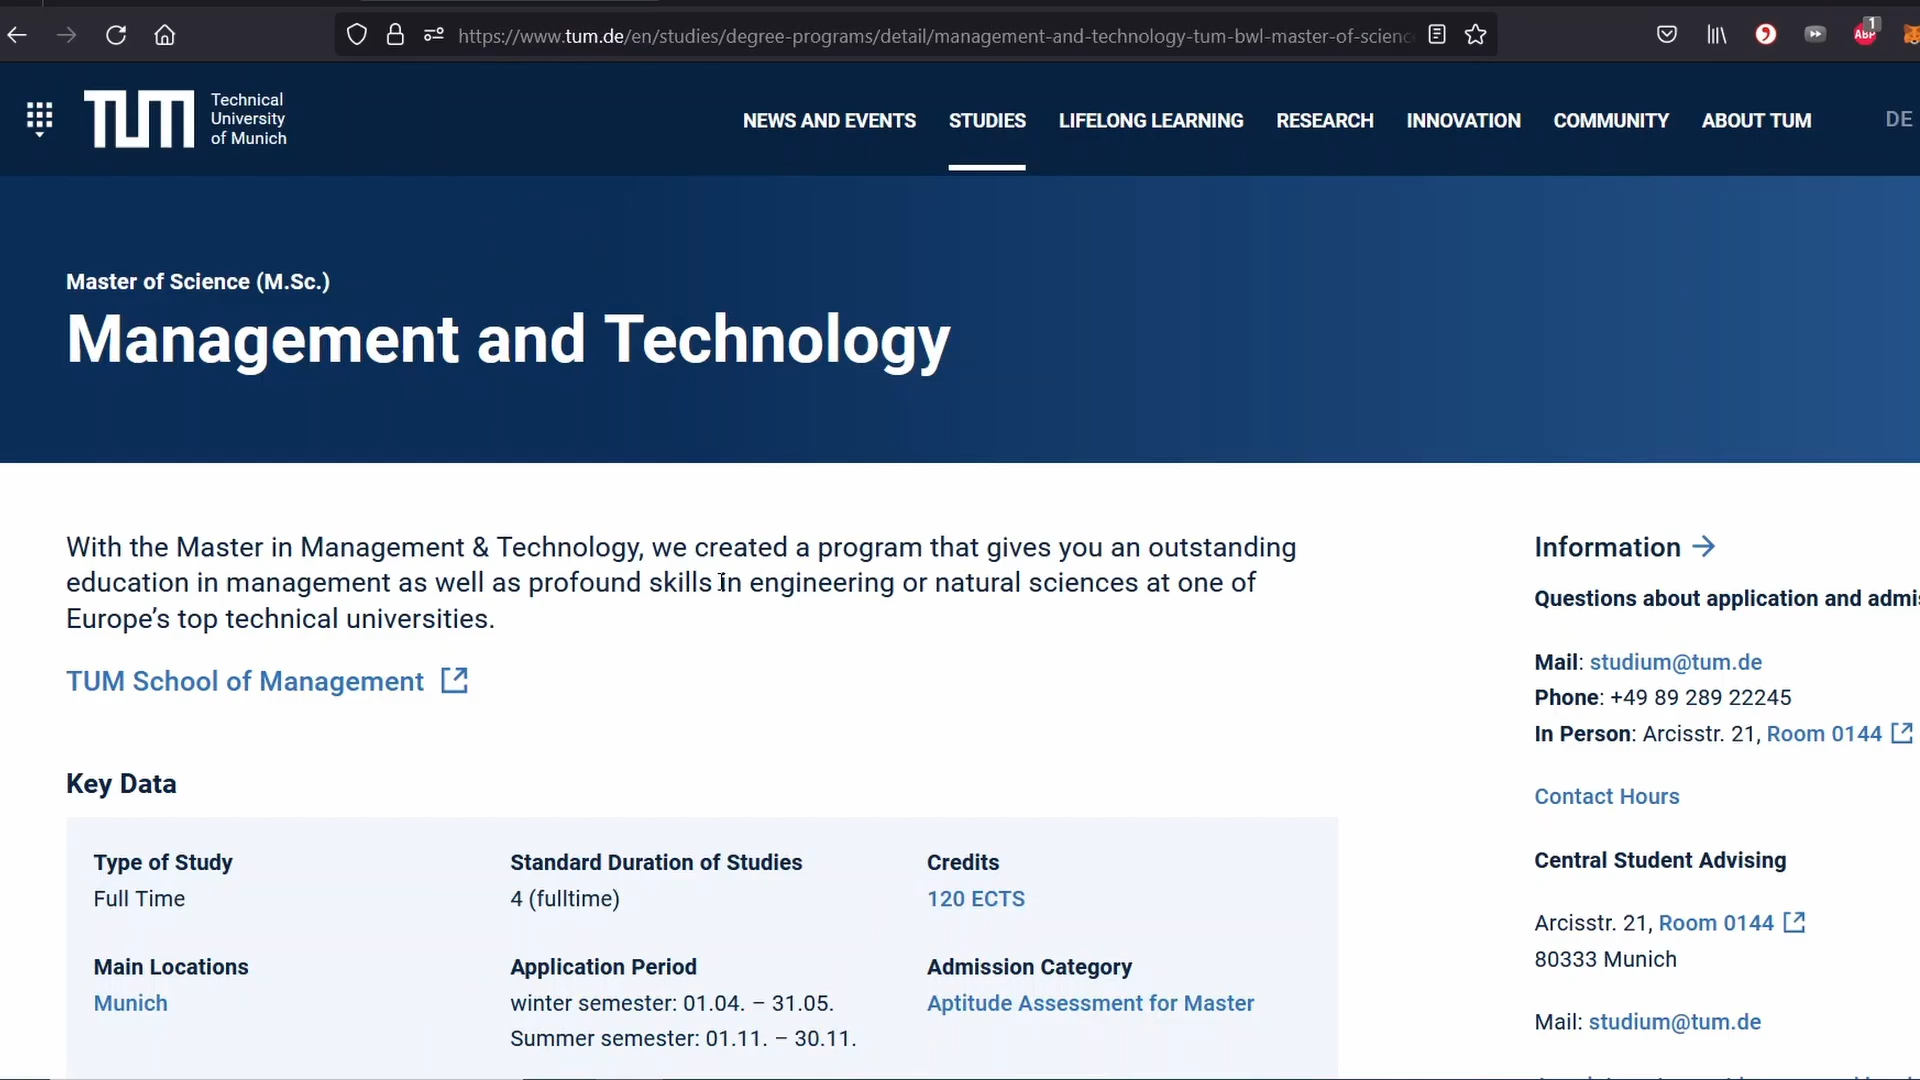 https://www.tum.de/en/studies/degree-programs/detail/management-and-technology-tum-bwl-master-of-scienc
1
ABP
TUM
Technical
University
of Munich
NEWS AND EVENTS
STUDIES
LIFELONG LEARNING
RESEARCH
INNOVATION
COMMUNITY
ABOUT TUM
DE
Master of Science (M.Sc.)
Management and Technology
With the Master in Management & Technology, we created a program that gives you an outstanding
education in management as well as profound skills in engineering or natural sciences at one of
Europe’s top technical universities.
TUM School of Management
Key Data
Type of Study
Full Time
Standard Duration of Studies
4 (fulltime)
Credits
120 ECTS
Main Locations
Munich
Application Period
winter semester: 01.04. – 31.05.
Summer semester: 01.11. – 30.11.
Admission Category
Aptitude Assessment for Master
Information
Questions about application and admis
Mail: studium@tum.de
Phone: +49 89 289 22245
In Person: Arcisstr. 21, Room 0144
Contact Hours
Central Student Advising
Arcisstr. 21, Room 0144
80333 Munich
Mail: studium@tum.de